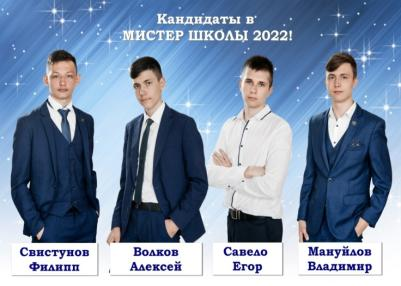 Кандидаты в
МИСТЕР ШКОЛЫ 2022!
Свистунов
Филипп
Волков
Алексей
Савело
Егор
Мануйлов
Владимир